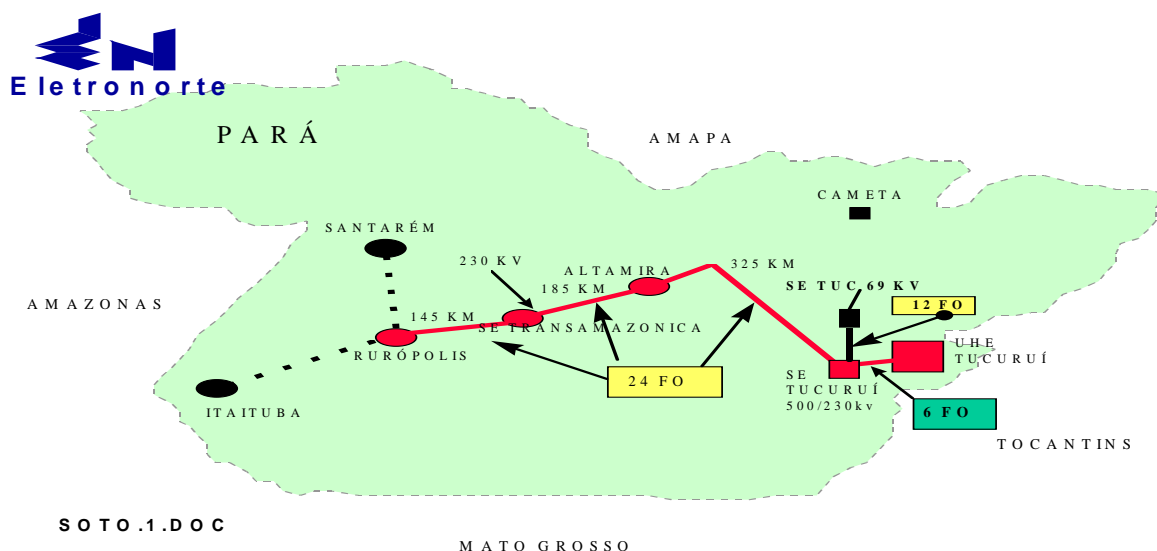 Eletronorte
PARÁ
AMAPA
CAMETA
SANTARÉM
230 KV
ALTAMIRA
325 KM
185 KM
SE TUC 69 KV
AMAZONAS
12 FO
145 KM
SE TRANSAMAZONICA
UHE
TUCURUÍ
RURÓPOLIS
24 FO
SE
TUCURUÍ
500/230kv
ITAITUBA
6 FO
TOCANTINS
SOTO.1.DOC
MATO GROSSO